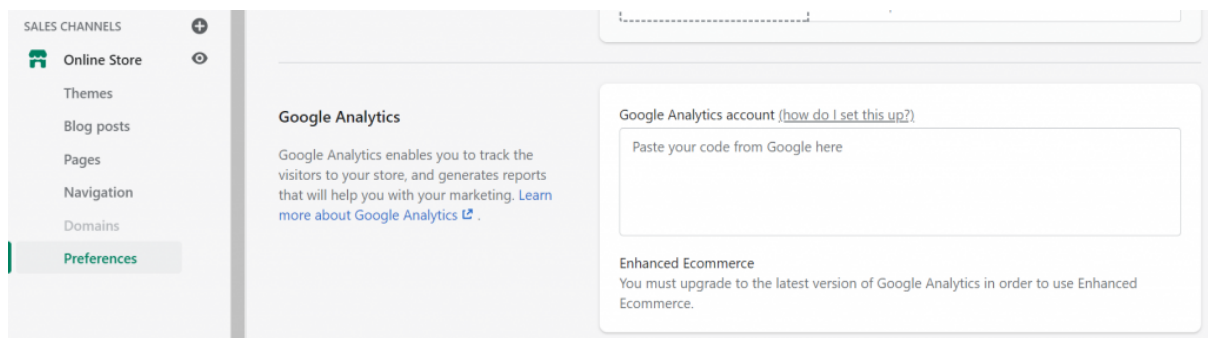 SALES CHANNELS
Online Store
Themes
Blog posts
Pages
Navigation
Domains
Preferences
Google Analytics
Google Analytics enables you to track the
visitors to your store, and generates reports
that will help you with your marketing. Learn
more about Google Analytics .
Google Analytics account (how do I set this up?)
Paste your code from Google here
Enhanced Ecommerce
You must upgrade to the latest version of Google Analytics in order to use Enhanced
Ecommerce.